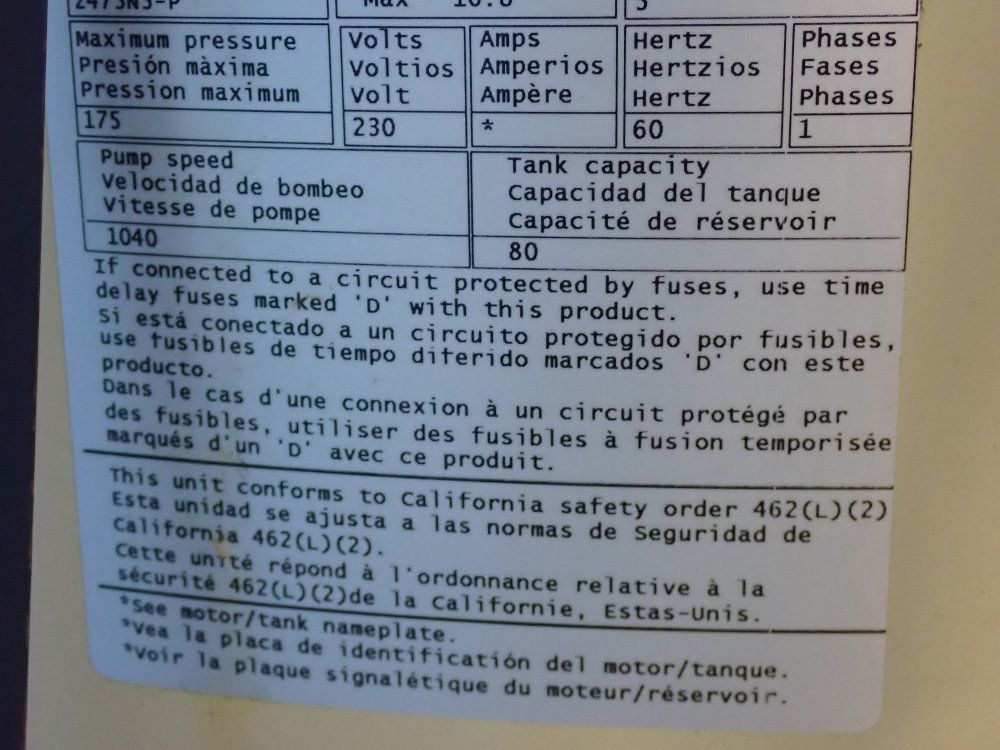 2475N5-P Max 5
Maximum pressure Volts Amps Hertz Phases
Presión màxima Voltios Amperios Hertzios Fases
Pression maximum Volt Ampère Hertz Phases
175 230 * 60 1
Pump speed Tank capacity
Velocidad de bombeo Capacidad del tanque
Vitesse de pompe Capacité de réservoir
1040 80
If connected to a circuit protected by fuses, use time
delay fuses marked 'D' with this product.
Si está conectado a un circuito protegido por fusibles,
use fusibles de tiempo diferido marcados 'D' con este
producto.
Dans le cas d'une connexion à un circuit protégé par
des fusibles, utiliser des fusibles à fusion temporisée
marqués d'un 'D' avec ce produit.
This unit conforms to California safety order 462(L)(2)
Esta unidad se ajusta a las normas de Seguridad de
California 462(L)(2).
Cette unité répond à l'ordonnance relative à la
sécurité 462(L)(2)de la Californie, Estas-Unis.
*See motor/tank nameplate.
*Vea la placa de identificatión del motor/tanque.
*Voir la plaque signalétique du moteur/réservoir.